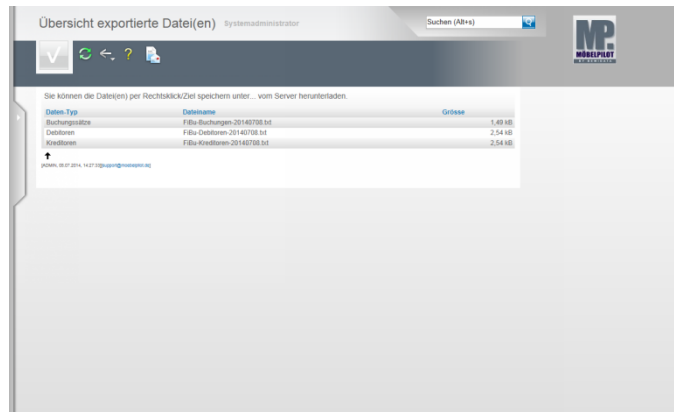 Übersicht exportierte Datei(en) Systemadministrator
Suchen (Alt+s)
MP.
MÖBELPILOT
?
Sie können die Datei(en) per Rechtsklick/Ziel speichern unter... vom Server herunterladen.
Daten-Typ Dateiname Grösse
Buchungssätze FiBu-Buchungen-20140708.txt 1,49 kB
Debitoren FiBu-Debitoren-20140708.txt 2,54 kB
Kreditoren FiBu-Kreditoren-20140708.txt 2,54 kB